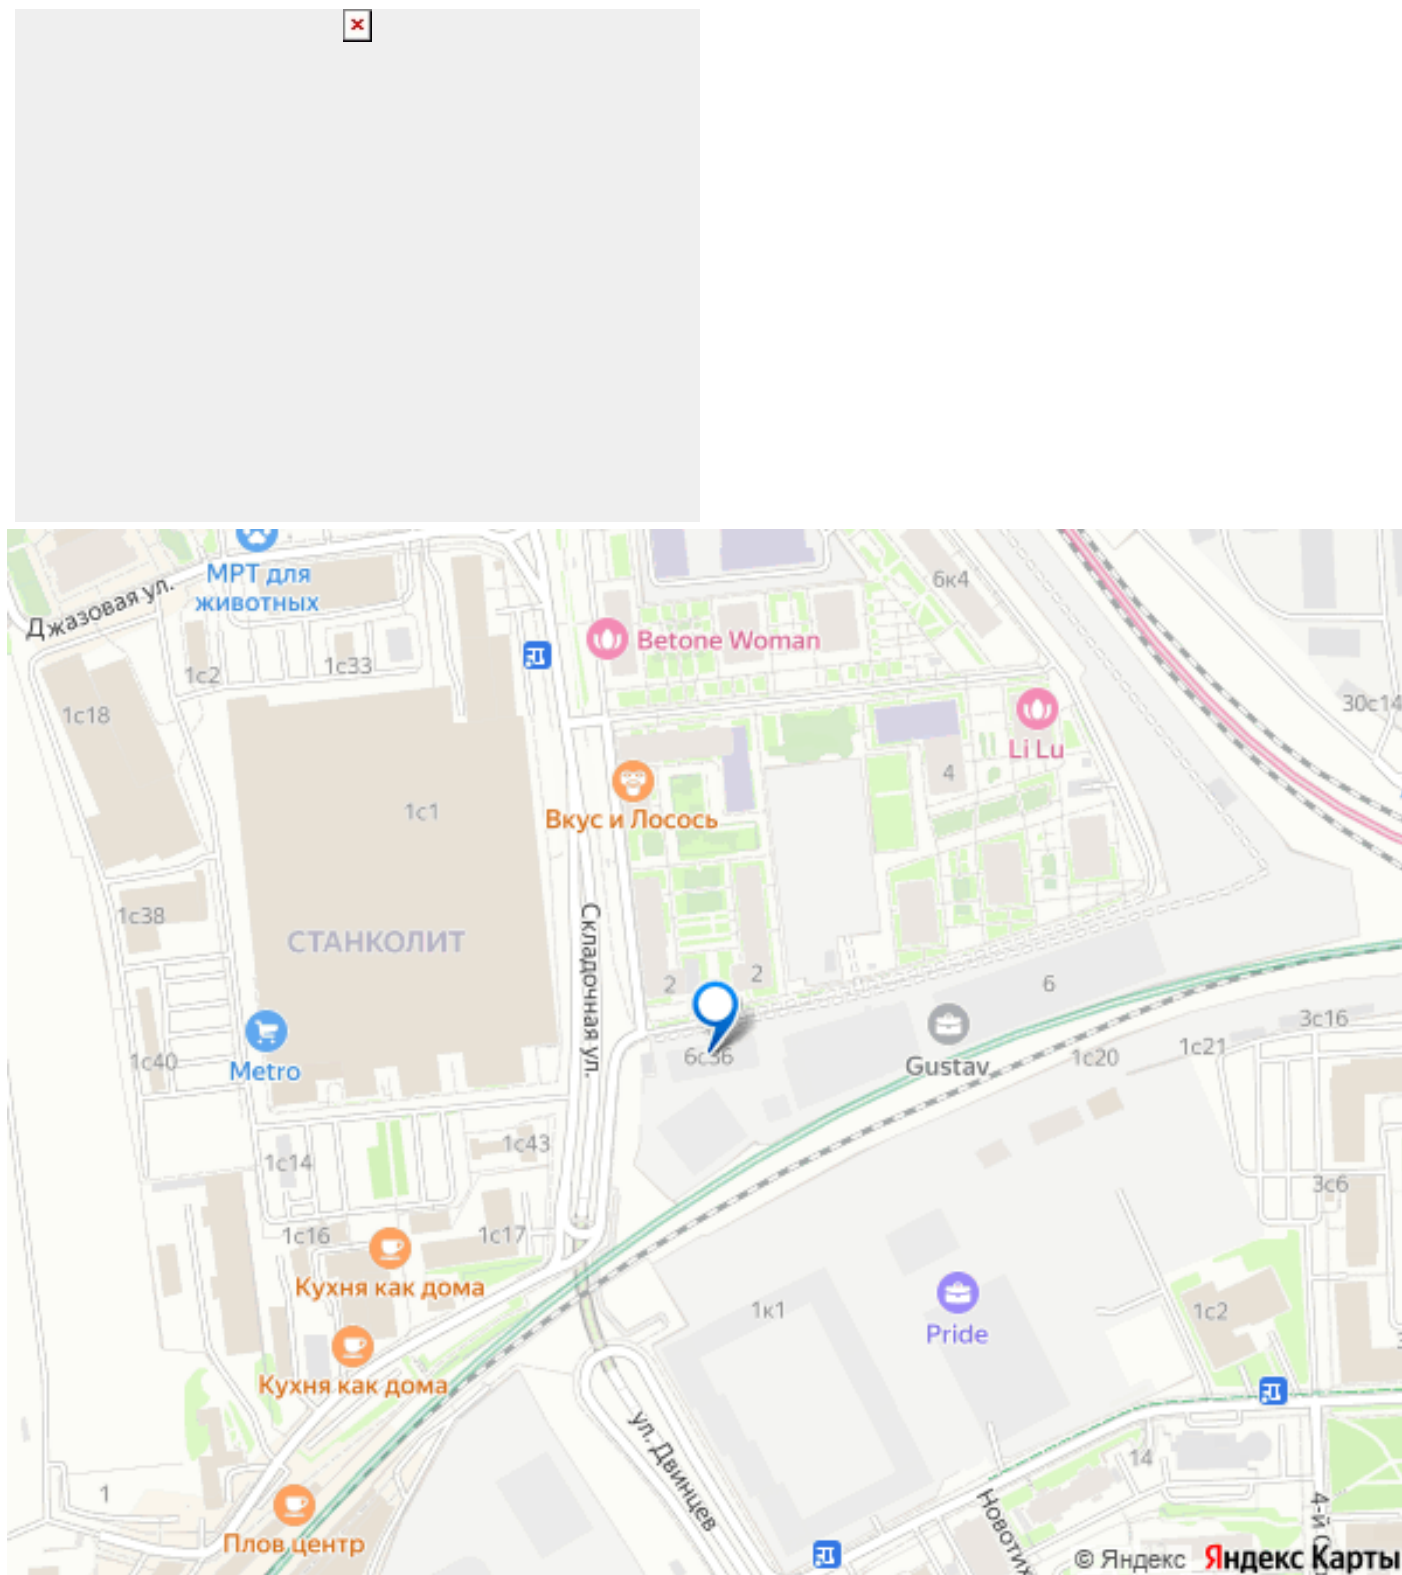 МРТ для
животных
Джазовая ул.
6к4
Betone Woman
1с2
1с33
1с18
30с14
Li Lu
4
1с1
Вкус и Лосось
1с38
Складочная ул.
СТАНКОЛИТ
2
2
6
3с16
Metro
1с40
6с36
Gustav
1с20
1с21
1с43
1с14
3с6
1с16
1с17
Кухня как дома
1к1
1с2
Pride
Кухня как дома
ул. Двинцев
14
1
Плов центр
Новотих
4-й С
© Яндекс Яндекс Карты